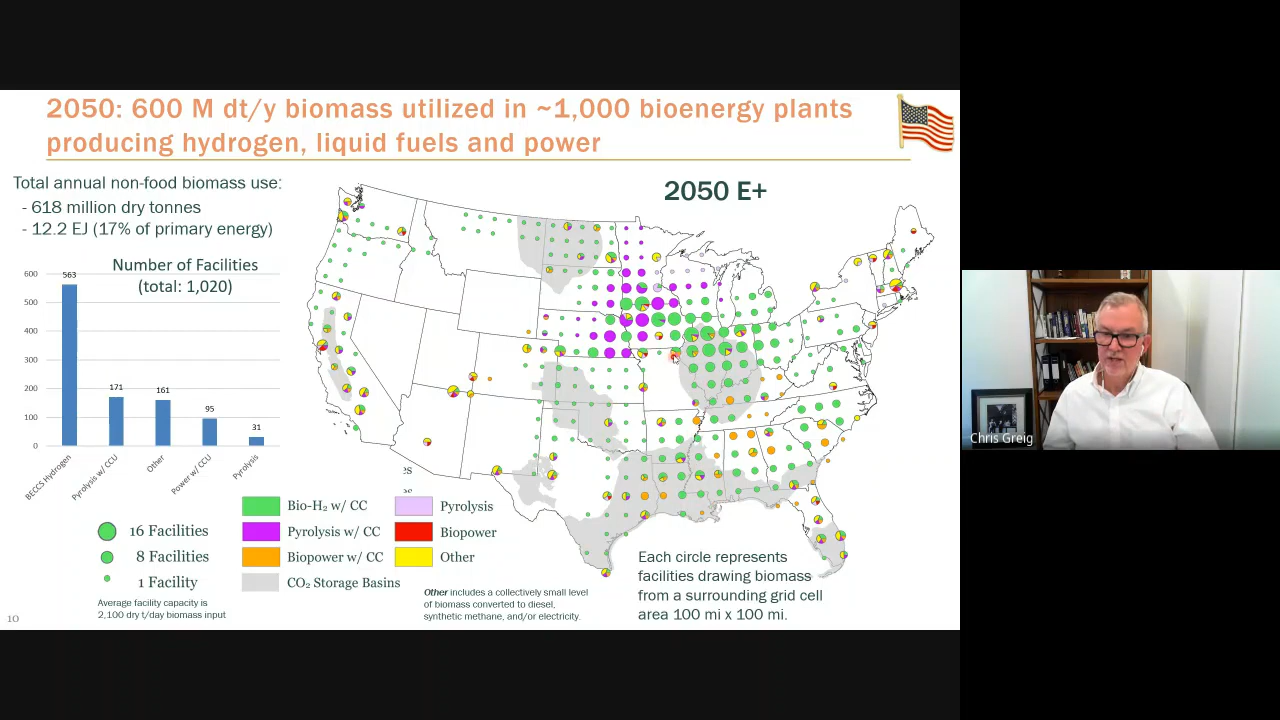 2050: 600 M dt/y biomass utilized in ~1,000 bioenergy plants
producing hydrogen, liquid fuels and power
Total annual non-food biomass use:
- 618 million dry tonnes
- 12.2 EJ (17% of primary energy)
Number of Facilities
(total: 1,020)
600
500
400
300
200
100
0
563
171
161
95
31
BECCS Hydrogen
Pyrolysis w/ CCU
Other
Power w/ CCU
Pyrolysis
2050 E+
es
16 Facilities
8 Facilities
1 Facility
Average facility capacity is
2,100 dry t/day biomass input
Bio-H₂ w/ CC
Pyrolysis w/ CC
Biopower w/ CC
CO₂ Storage Basins
Pyrolysis
Biopower
Other
Other includes a collectively small level
of biomass converted to diesel,
synthetic methane, and/or electricity.
Each circle represents
facilities drawing biomass
from a surrounding grid cell
area 100 mi x 100 mi.
10
Chris Greig